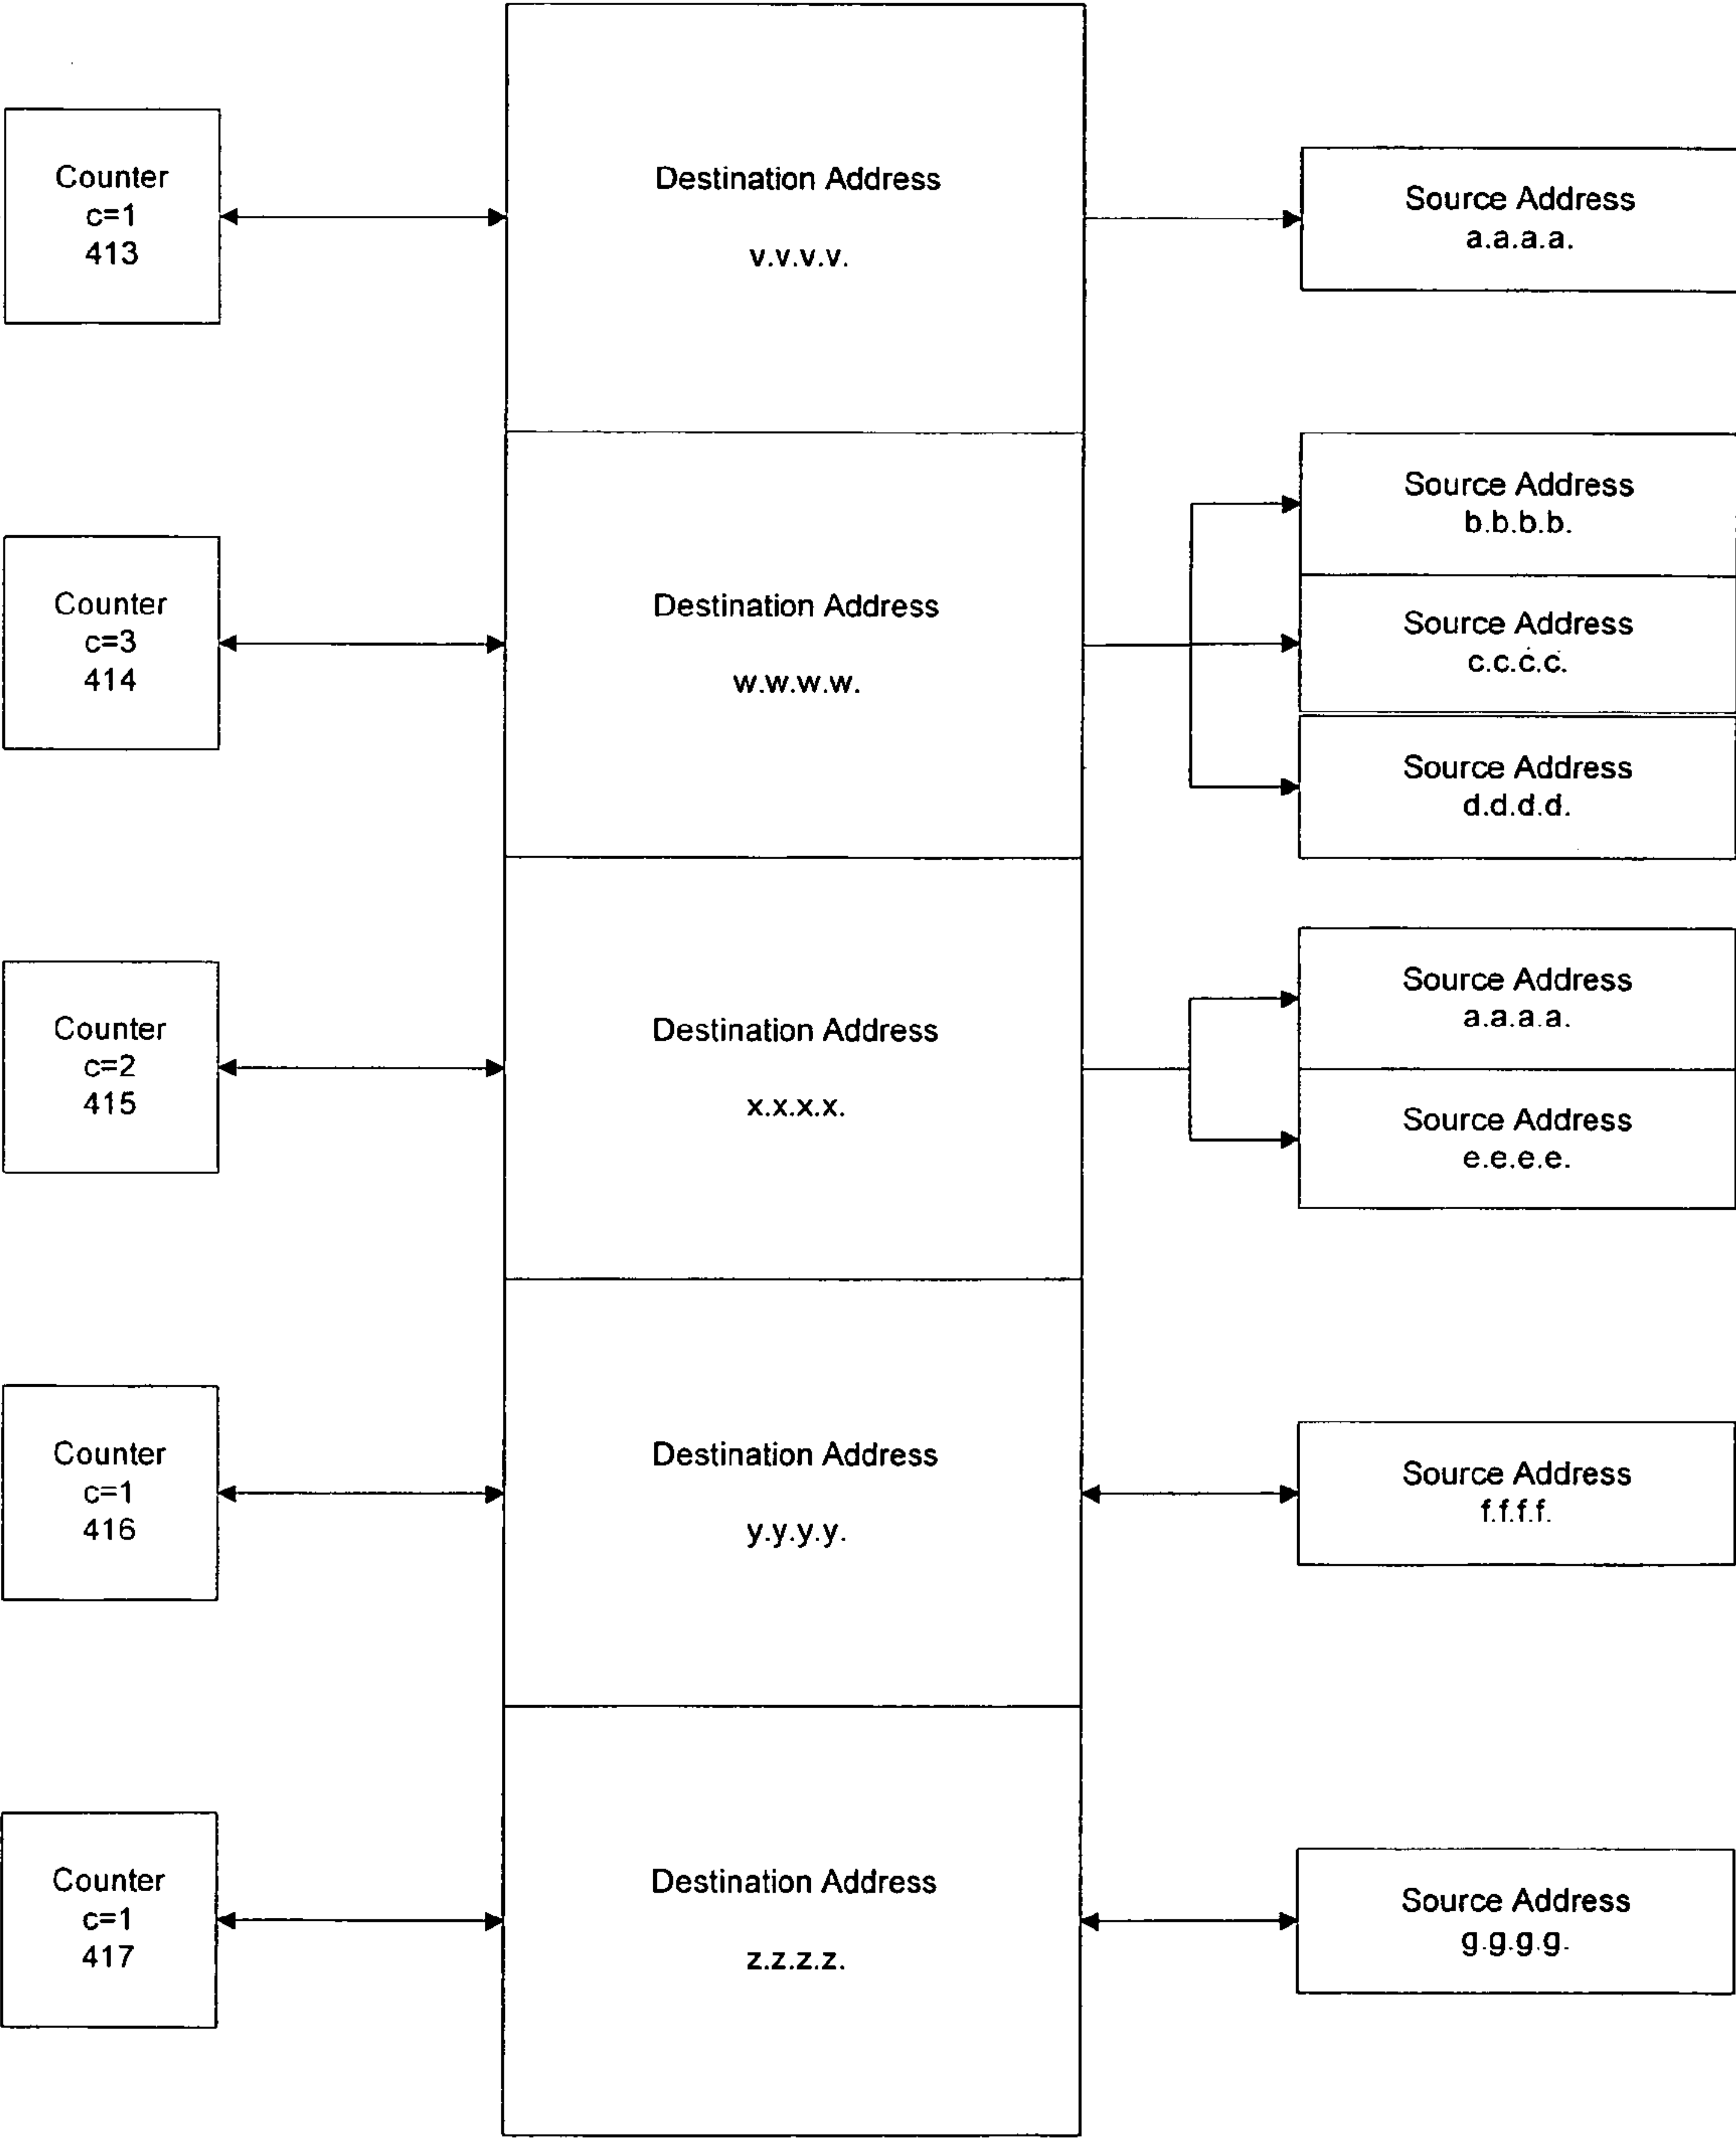 Counter
c=1
413
Destination Address
v.v.v.v.
Source Address
a.a.a.a.
Counter
c=3
414
Destination Address
w.w.w.w.
Source Address
b.b.b.b.
Source Address
c.c.c.c.
Source Address
d.d.d.d.
Counter
c=2
415
Destination Address
x.x.x.x.
Source Address
a.a.a.a.
Source Address
e.e.e.e.
Counter
c=1
416
Destination Address
y.y.y.y.
Source Address
f.f.f.f.
Counter
c=1
417
Destination Address
z.z.z.z.
Source Address
g.g.g.g.